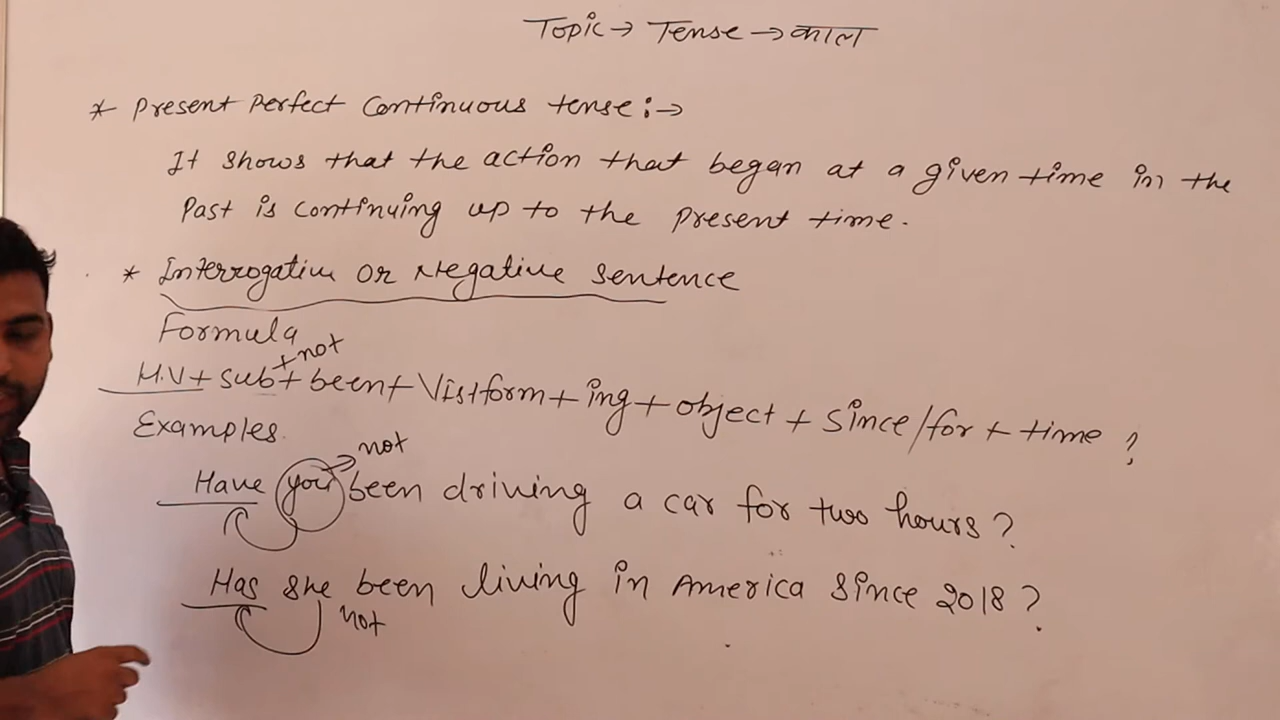 Topic → Tense → काल
* Present Perfect Continuous tense :→
It shows that the action that began at a given time in the
Past is continuing up to the present time.
* Interrogative or Negative sentence
Formula
+ not
H.V + sub + been + V1st form + ing + object + Since/for + time ?
Examples.
not
Have you been driving a car for two hours?
Has she been living in America since 2018?
not